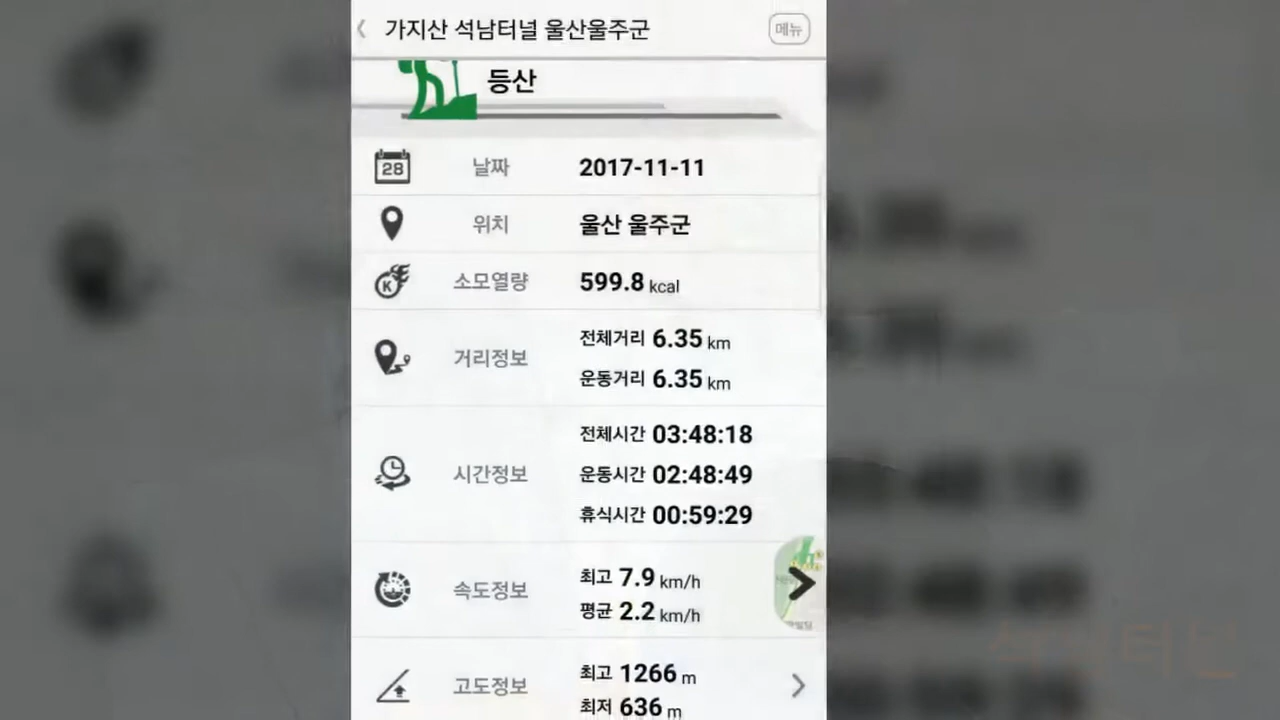 가지산 석남터널 울산울주군
메뉴
등산
28 날짜 2017-11-11
위치 울산 울주군
K 소모열량 599.8 kcal
거리정보
전체거리 6.35 km
운동거리 6.35 km
시간정보
전체시간 03:48:18
운동시간 02:48:49
휴식시간 00:59:29
속도정보
최고 7.9 km/h
평균 2.2 km/h
고도정보
최고 1266 m
최저 636 m
석남터널